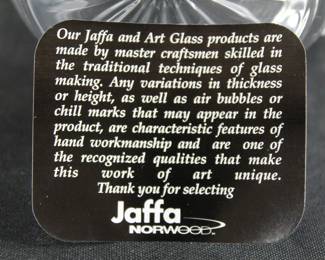 Our Jaffa and Art Glass products are
made by master craftsmen skilled in
the traditional techniques of glass
making. Any variations in thickness
or height, as well as air bubbles or
chill marks that may appear in the
product, are characteristic features of
hand workmanship and are one of
the recognized qualities that make
this work of art unique.
Thank you for selecting
Jaffa
NORWOOD™